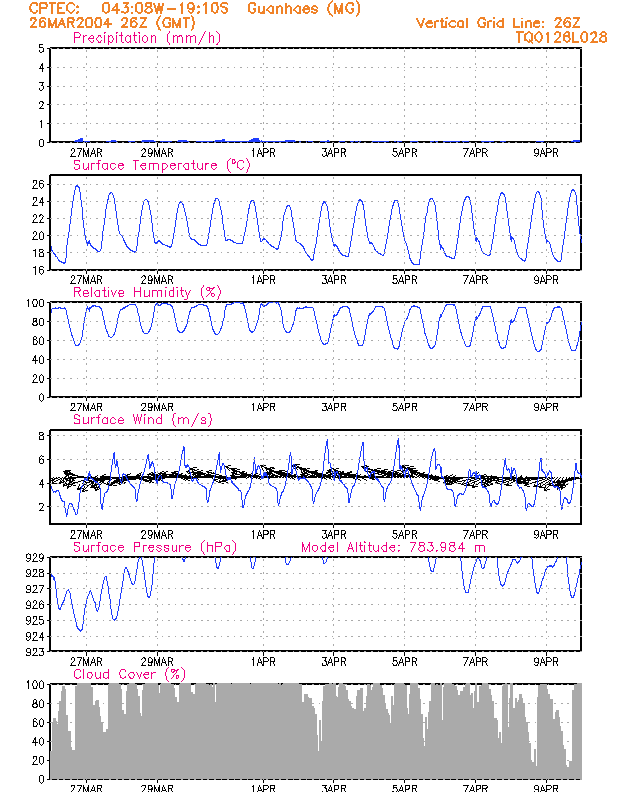 CPTEC: 043:08W-19:10S Guanhaes (MG)
26MAR2004 26Z (GMT) Vertical Grid Line: 26Z
Precipitation (mm/h) TQ0126L028
5
4
3
2
1
0
27MAR 29MAR 1APR 3APR 5APR 7APR 9APR
Surface Temperature (°C)
26
24
22
20
18
16
27MAR 29MAR 1APR 3APR 5APR 7APR 9APR
Relative Humidity (%)
100
80
60
40
20
0
27MAR 29MAR 1APR 3APR 5APR 7APR 9APR
Surface Wind (m/s)
8
6
4
2
27MAR 29MAR 1APR 3APR 5APR 7APR 9APR
Surface Pressure (hPa) Model Altitude: 783.984 m
929
928
927
926
925
924
923
27MAR 29MAR 1APR 3APR 5APR 7APR 9APR
Cloud Cover (%)
100
80
60
40
20
0
27MAR 29MAR 1APR 3APR 5APR 7APR 9APR